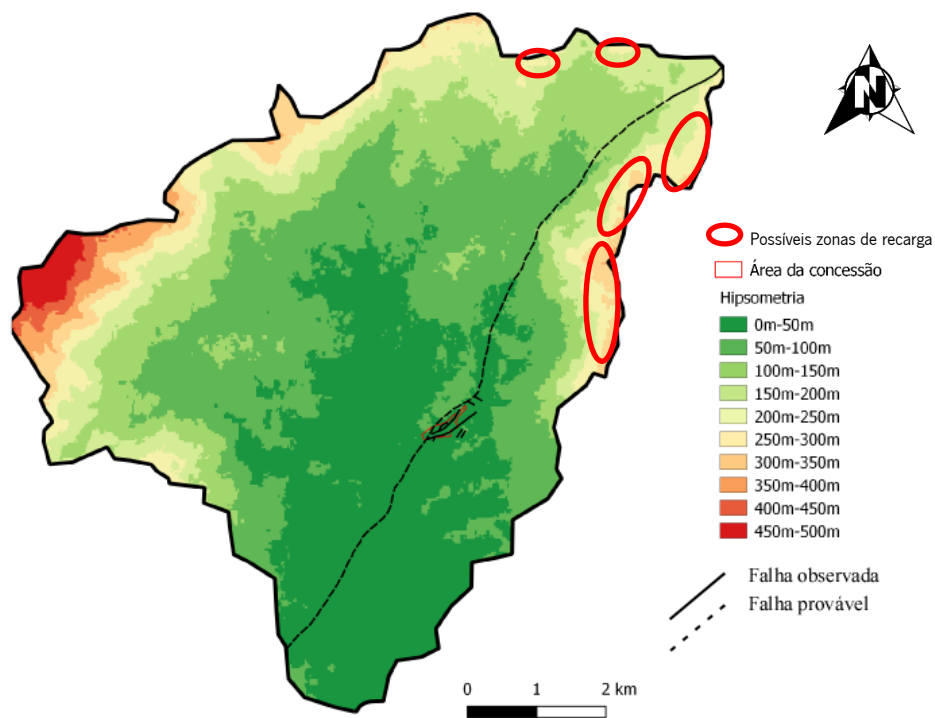 N
Possíveis zonas de recarga
Área da concessão
Hipsometria
0m-50m
50m-100m
100m-150m
150m-200m
200m-250m
250m-300m
300m-350m
350m-400m
400m-450m
450m-500m
Falha observada
Falha provável
0 1 2 km